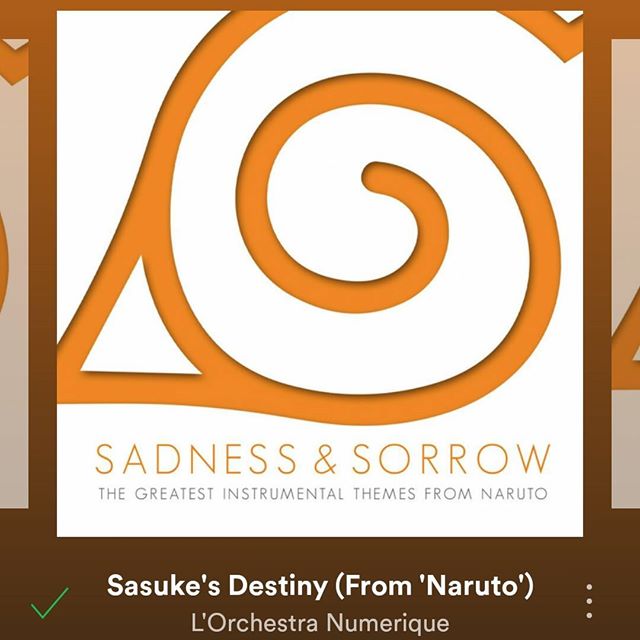 SADNESS & SORROW
THE GREATEST INSTRUMENTAL THEMES FROM NARUTO
Sasuke's Destiny (From 'Naruto')
L'Orchestra Numerique